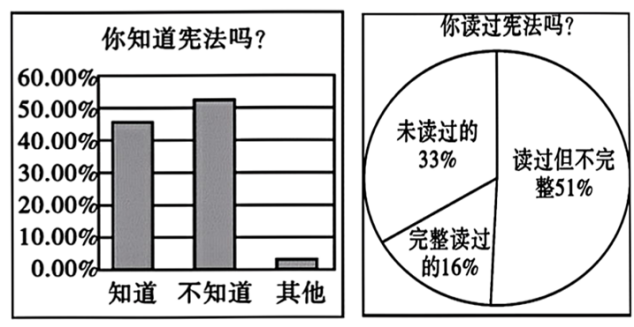 你知道宪法吗？
60.00%
50.00%
40.00%
30.00%
20.00%
10.00%
0.00%
知道 不知道 其他
你读过宪法吗？
未读过的
33%
读过但不完
整51%
完整读过
的16%